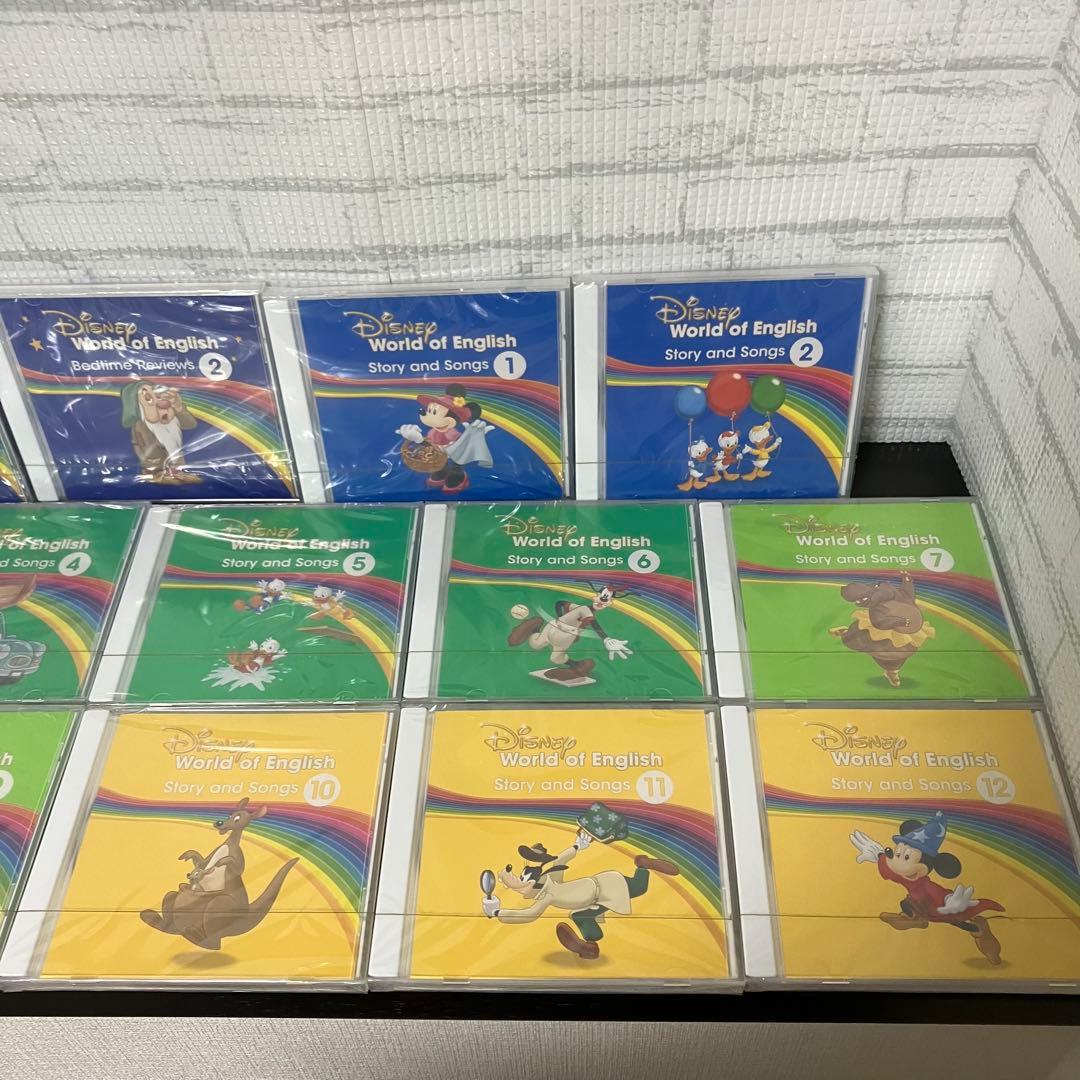 Disney
World of English
Bedtime Reviews 2
Disney
World of English
Story and Songs 1
Disney
World of English
Story and Songs 2
of English
Songs 4
Disney
World of English
Story and Songs 5
Disney
World of English
Story and Songs 6
Disney
World of English
Story and Songs 7
Disney
World of English
Story and Songs 10
Disney
World of English
Story and Songs 11
Disney
World of English
Story and Songs 12